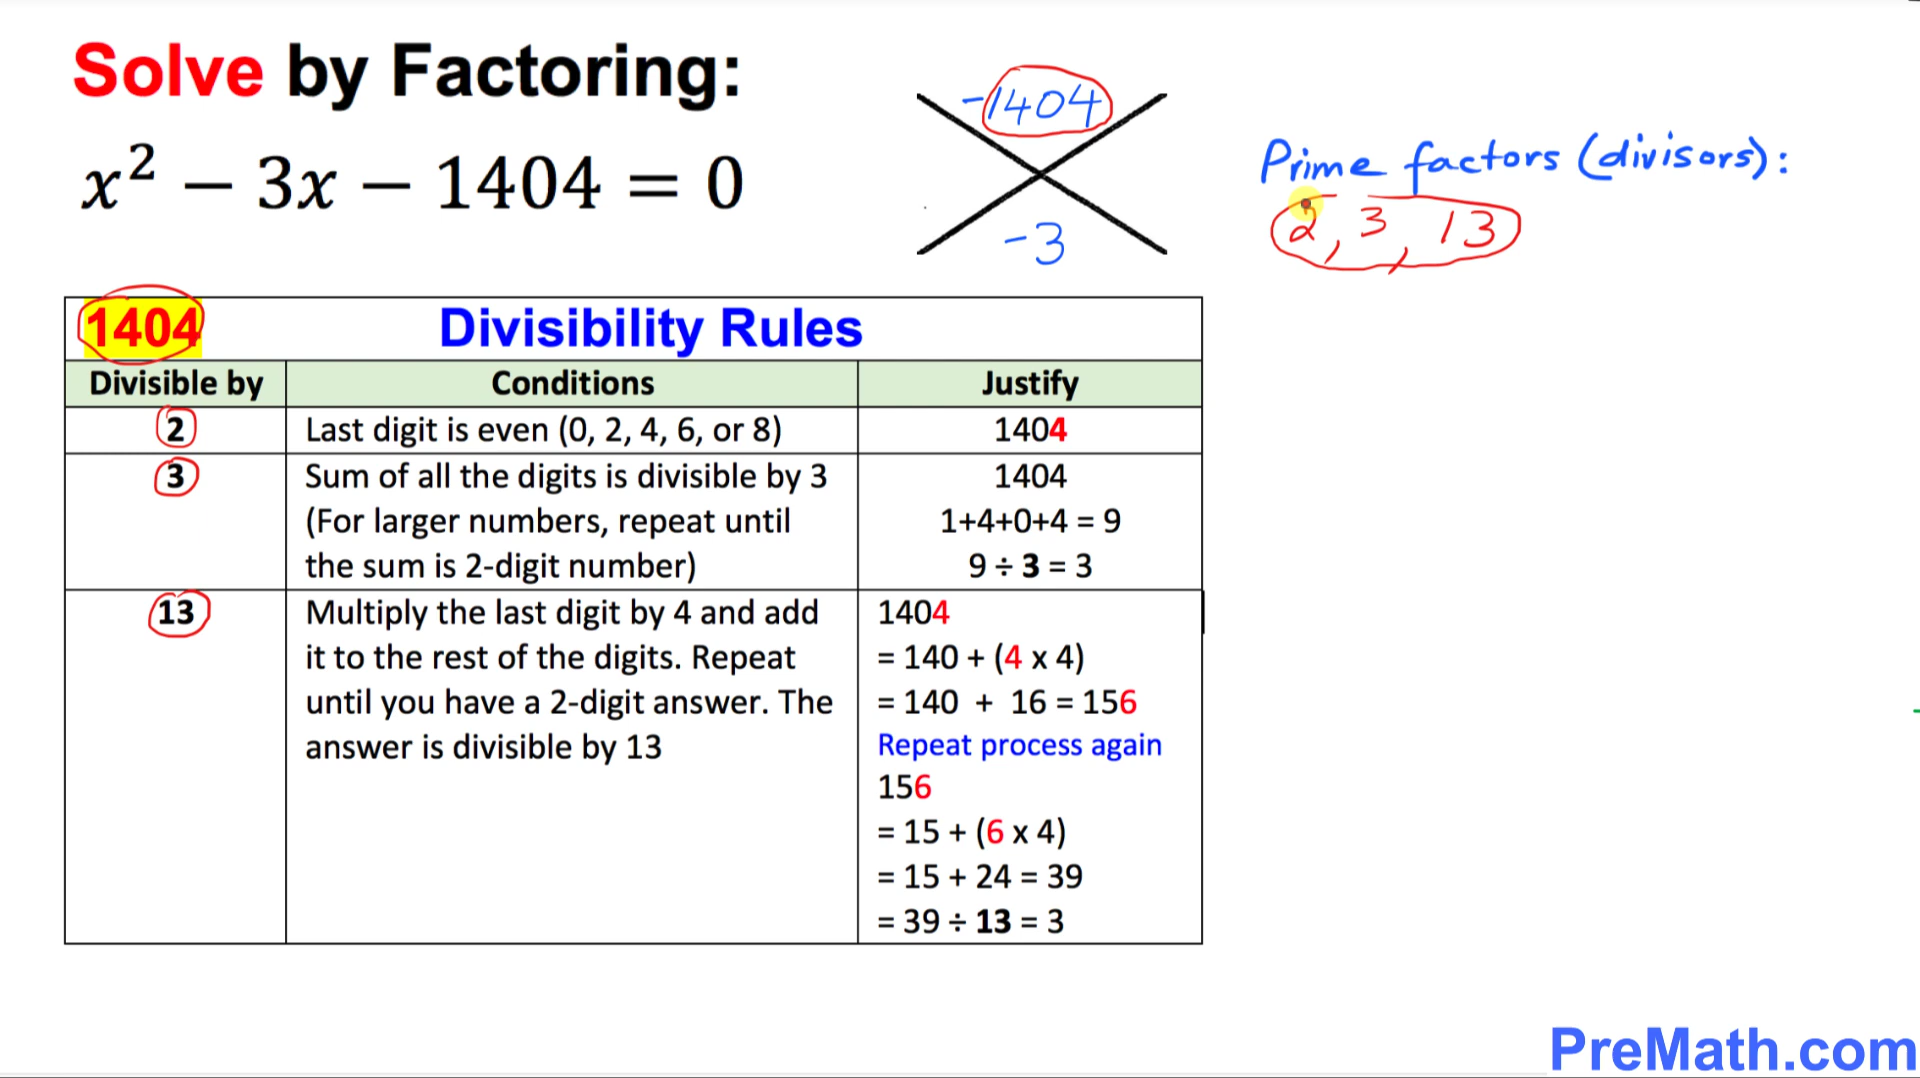 Solve by Factoring:
x² − 3x − 1404 = 0
-1404
-3
Prime factors (divisors):
2, 3, 13
1404 Divisibility Rules
Divisible by Conditions Justify
2 Last digit is even (0, 2, 4, 6, or 8) 1404
3 Sum of all the digits is divisible by 3 1404
(For larger numbers, repeat until 1+4+0+4 = 9
the sum is 2-digit number) 9 ÷ 3 = 3
13 Multiply the last digit by 4 and add 1404
it to the rest of the digits. Repeat = 140 + (4 x 4)
until you have a 2-digit answer. The = 140 + 16 = 156
answer is divisible by 13 Repeat process again
156
= 15 + (6 x 4)
= 15 + 24 = 39
= 39 ÷ 13 = 3
PreMath.com